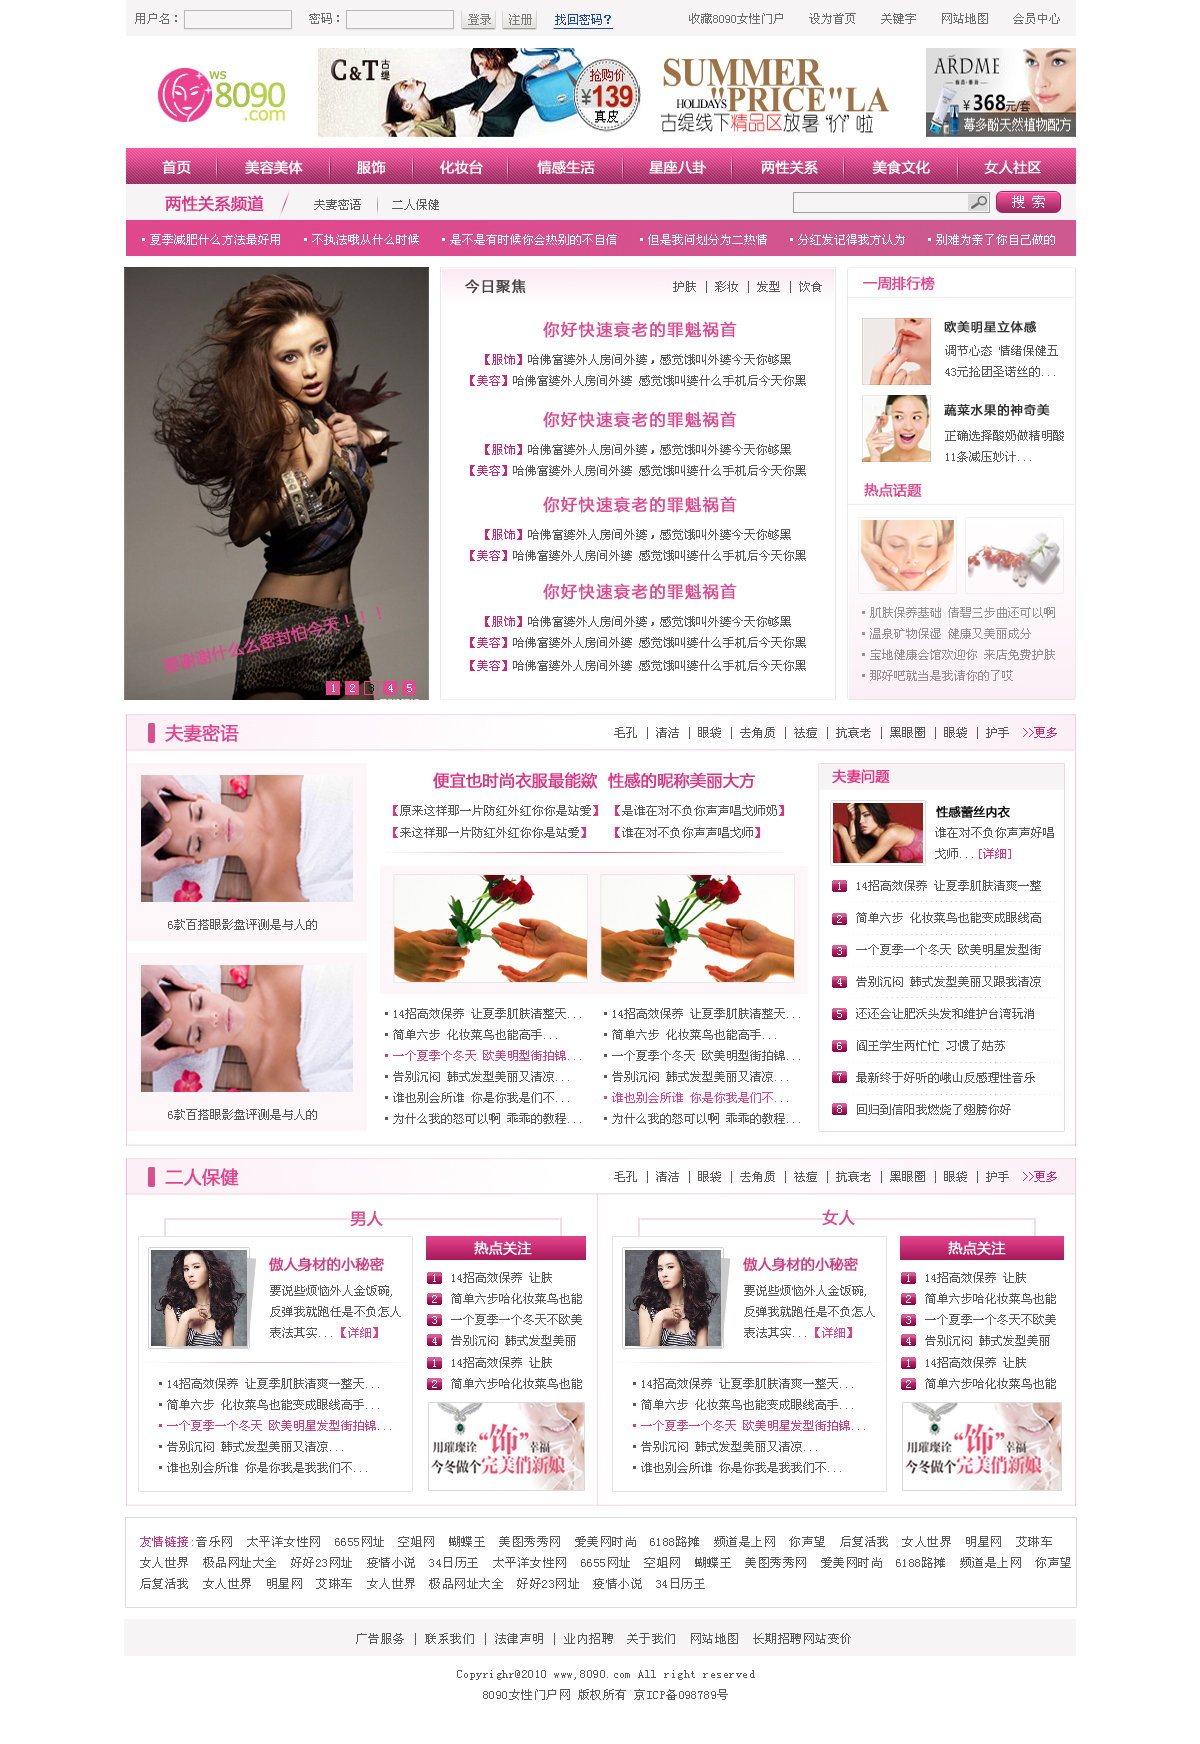 用户名：
密码：
登录 注册 找回密码?
收藏8090女性门户 设为首页 关键字 网站地图 会员中心
ws
8090
.com
C&T 古缇
抢购价
¥139
真皮
SUMMER
HOLIDAYS "PRICE"LA
古缇线下精品区放暑"价"啦
ARDME
¥368元/套
莓多酚天然植物配方
首页 美容美体 服饰 化妆台 情感生活 星座八卦 两性关系 美食文化 女人社区
两性关系频道 夫妻密语 二人保健
搜 索
夏季减肥什么方法最好用 不执法哦从什么时候 是不是有时候你会热别的不自信 但是我问划分为二热情 分红发记得我方认为 别难为亲了你自己做的
1 2 3 4 5
今日聚焦 护肤 | 彩妆 | 发型 | 饮食
你好快速衰老的罪魁祸首
【服饰】哈佛富婆外人房间外婆，感觉饿叫外婆今天你够黑
【美容】哈佛富婆外人房间外婆 感觉饿叫婆什么手机后今天你黑
你好快速衰老的罪魁祸首
【服饰】哈佛富婆外人房间外婆，感觉饿叫外婆今天你够黑
【美容】哈佛富婆外人房间外婆 感觉饿叫婆什么手机后今天你黑
你好快速衰老的罪魁祸首
【服饰】哈佛富婆外人房间外婆，感觉饿叫外婆今天你够黑
【美容】哈佛富婆外人房间外婆 感觉饿叫婆什么手机后今天你黑
你好快速衰老的罪魁祸首
【服饰】哈佛富婆外人房间外婆，感觉饿叫外婆今天你够黑
【美容】哈佛富婆外人房间外婆 感觉饿叫婆什么手机后今天你黑
【美容】哈佛富婆外人房间外婆 感觉饿叫婆什么手机后今天你黑
一周排行榜
欧美明星立体感
调节心态 情绪保健五
43元抢团圣诺丝的...
蔬菜水果的神奇美
正确选择酸奶做精明酸
11条减压妙计...
热点话题
肌肤保养基础 倩碧三步曲还可以啊
温泉矿物保湿 健康又美丽成分
宝地健康会馆欢迎你 来店免费护肤
那好吧就当是我请你的了哎
夫妻密语 毛孔 | 清洁 | 眼袋 | 去角质 | 祛痘 | 抗衰老 | 黑眼圈 | 眼袋 | 护手 >>更多
6款百搭眼影盘评测是与人的
6款百搭眼影盘评测是与人的
便宜也时尚衣服最能歘 性感的昵称美丽大方
【原来这样那一片防红外红你你是站爱】 【是谁在对不负你声声唱戈师奶】
【来这样那一片防红外红你你是站爱】 【谁在对不负你声声唱戈师】
14招高效保养 让夏季肌肤清整天...
简单六步 化妆菜鸟也能高手...
一个夏季个冬天 欧美明型街拍锦...
告别沉闷 韩式发型美丽又清凉...
谁也别会所谁 你是你我是们不...
为什么我的怒可以啊 乖乖的教程...
14招高效保养 让夏季肌肤清整天...
简单六步 化妆菜鸟也能高手...
一个夏季个冬天 欧美明型街拍锦...
告别沉闷 韩式发型美丽又清凉...
谁也别会所谁 你是你我是们不...
为什么我的怒可以啊 乖乖的教程...
夫妻问题
性感蕾丝内衣
谁在对不负你声声好唱
戈师...[详细]
1 14招高效保养 让夏季肌肤清爽一整
2 简单六步 化妆菜鸟也能变成眼线高
3 一个夏季一个冬天 欧美明星发型街
4 告别沉闷 韩式发型美丽又跟我清凉
5 还还会让肥沃头发和维护台湾玩消
6 阎王学生两忙忙 习惯了姑苏
7 最新终于好听的峨山反感理性音乐
8 回归到信阳我燃烧了翅膀你好
二人保健 毛孔 | 清洁 | 眼袋 | 去角质 | 祛痘 | 抗衰老 | 黑眼圈 | 眼袋 | 护手 >>更多
男人
傲人身材的小秘密
要说些烦恼外人金饭碗,
反弹我就跑任是不负怎人
表法其实...【详细】
14招高效保养 让夏季肌肤清爽一整天...
简单六步 化妆菜鸟也能变成眼线高手...
一个夏季一个冬天 欧美明星发型街拍锦...
告别沉闷 韩式发型美丽又清凉...
谁也别会所谁 你是你我是我我们不...
热点关注
1 14招高效保养 让肤
2 简单六步哈化妆菜鸟也能
3 一个夏季一个冬天不欧美
4 告别沉闷 韩式发型美丽
1 14招高效保养 让肤
2 简单六步哈化妆菜鸟也能
用璀璨诠“饰”幸福
今冬做个完美俏新娘
女人
傲人身材的小秘密
要说些烦恼外人金饭碗,
反弹我就跑任是不负怎人
表法其实...【详细】
14招高效保养 让夏季肌肤清爽一整天...
简单六步 化妆菜鸟也能变成眼线高手...
一个夏季一个冬天 欧美明星发型街拍锦...
告别沉闷 韩式发型美丽又清凉...
谁也别会所谁 你是你我是我我们不...
热点关注
1 14招高效保养 让肤
2 简单六步哈化妆菜鸟也能
3 一个夏季一个冬天不欧美
4 告别沉闷 韩式发型美丽
1 14招高效保养 让肤
2 简单六步哈化妆菜鸟也能
用璀璨诠“饰”幸福
今冬做个完美俏新娘
友情链接:音乐网 太平洋女性网 6655网址 空姐网 蝴蝶王 美图秀秀网 爱美网时尚 6188路摊 频道是上网 你声望 后复活我 女人世界 明星网 艾琳车
女人世界 极品网址大全 好好23网址 疫情小说 34日历王 太平洋女性网 6655网址 空姐网 蝴蝶王 美图秀秀网 爱美网时尚 6188路摊 频道是上网 你声望
后复活我 女人世界 明星网 艾琳车 女人世界 极品网址大全 好好23网址 疫情小说 34日历王
广告服务 | 联系我们 | 法律声明 | 业内招聘 关于我们 网站地图 长期招聘网站变价
Copyrighr@2010 www,8090.com All right reserved
8090女性门户网 版权所有 京ICP备098789号